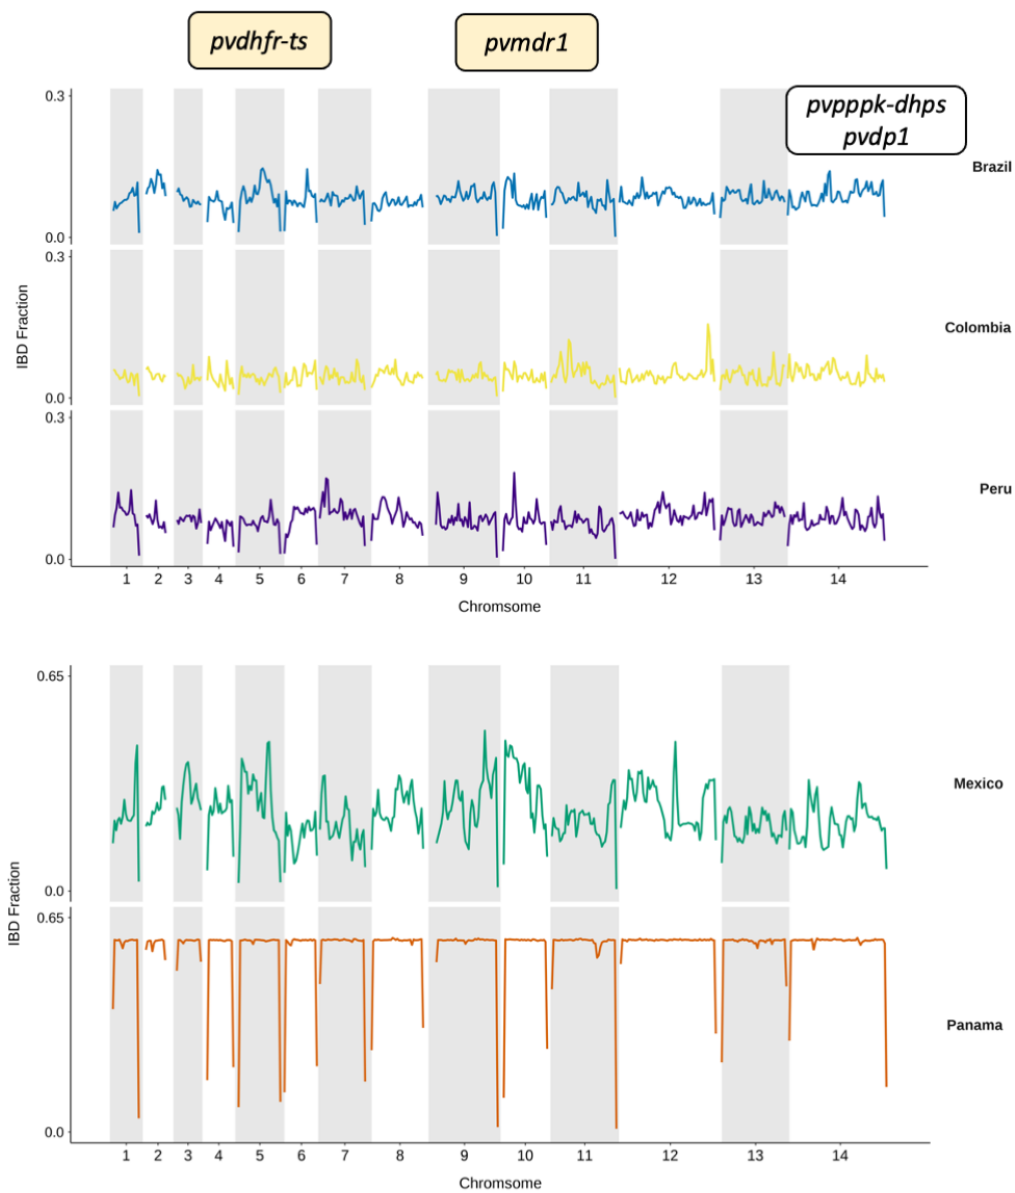 pvdhfr-ts
pvmdr1
pvpppk-dhps
pvdp1
0.3
Brazil
0.0
0.3
Colombia
IBD Fraction
0.0
0.3
Peru
0.0
1 2 3 4 5 6 7 8 9 10 11 12 13 14
Chromsome
0.65
Mexico
0.0
IBD Fraction
0.65
Panama
0.0
1 2 3 4 5 6 7 8 9 10 11 12 13 14
Chromsome